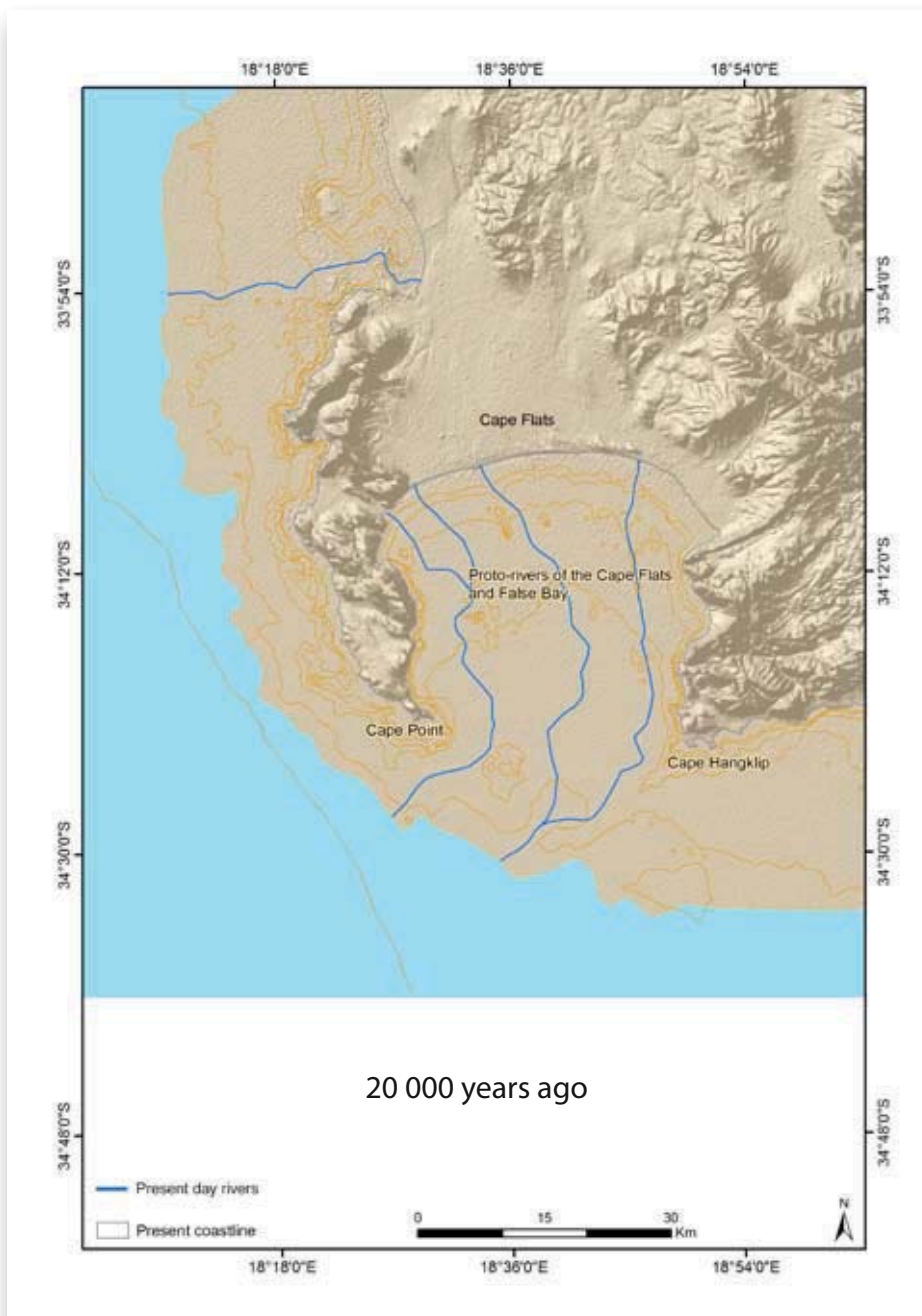 18°18'0"E 18°36'0"E 18°54'0"E
33°54'0"S 33°54'0"S
Cape Flats
34°12'0"S 34°12'0"S
Proto-rivers of the Cape Flats
and False Bay
Cape Point
Cape Hangklip
34°30'0"S 34°30'0"S
20 000 years ago
34°48'0"S 34°48'0"S
Present day rivers
Present coastline
0 15 30
Km
N
18°18'0"E 18°36'0"E 18°54'0"E